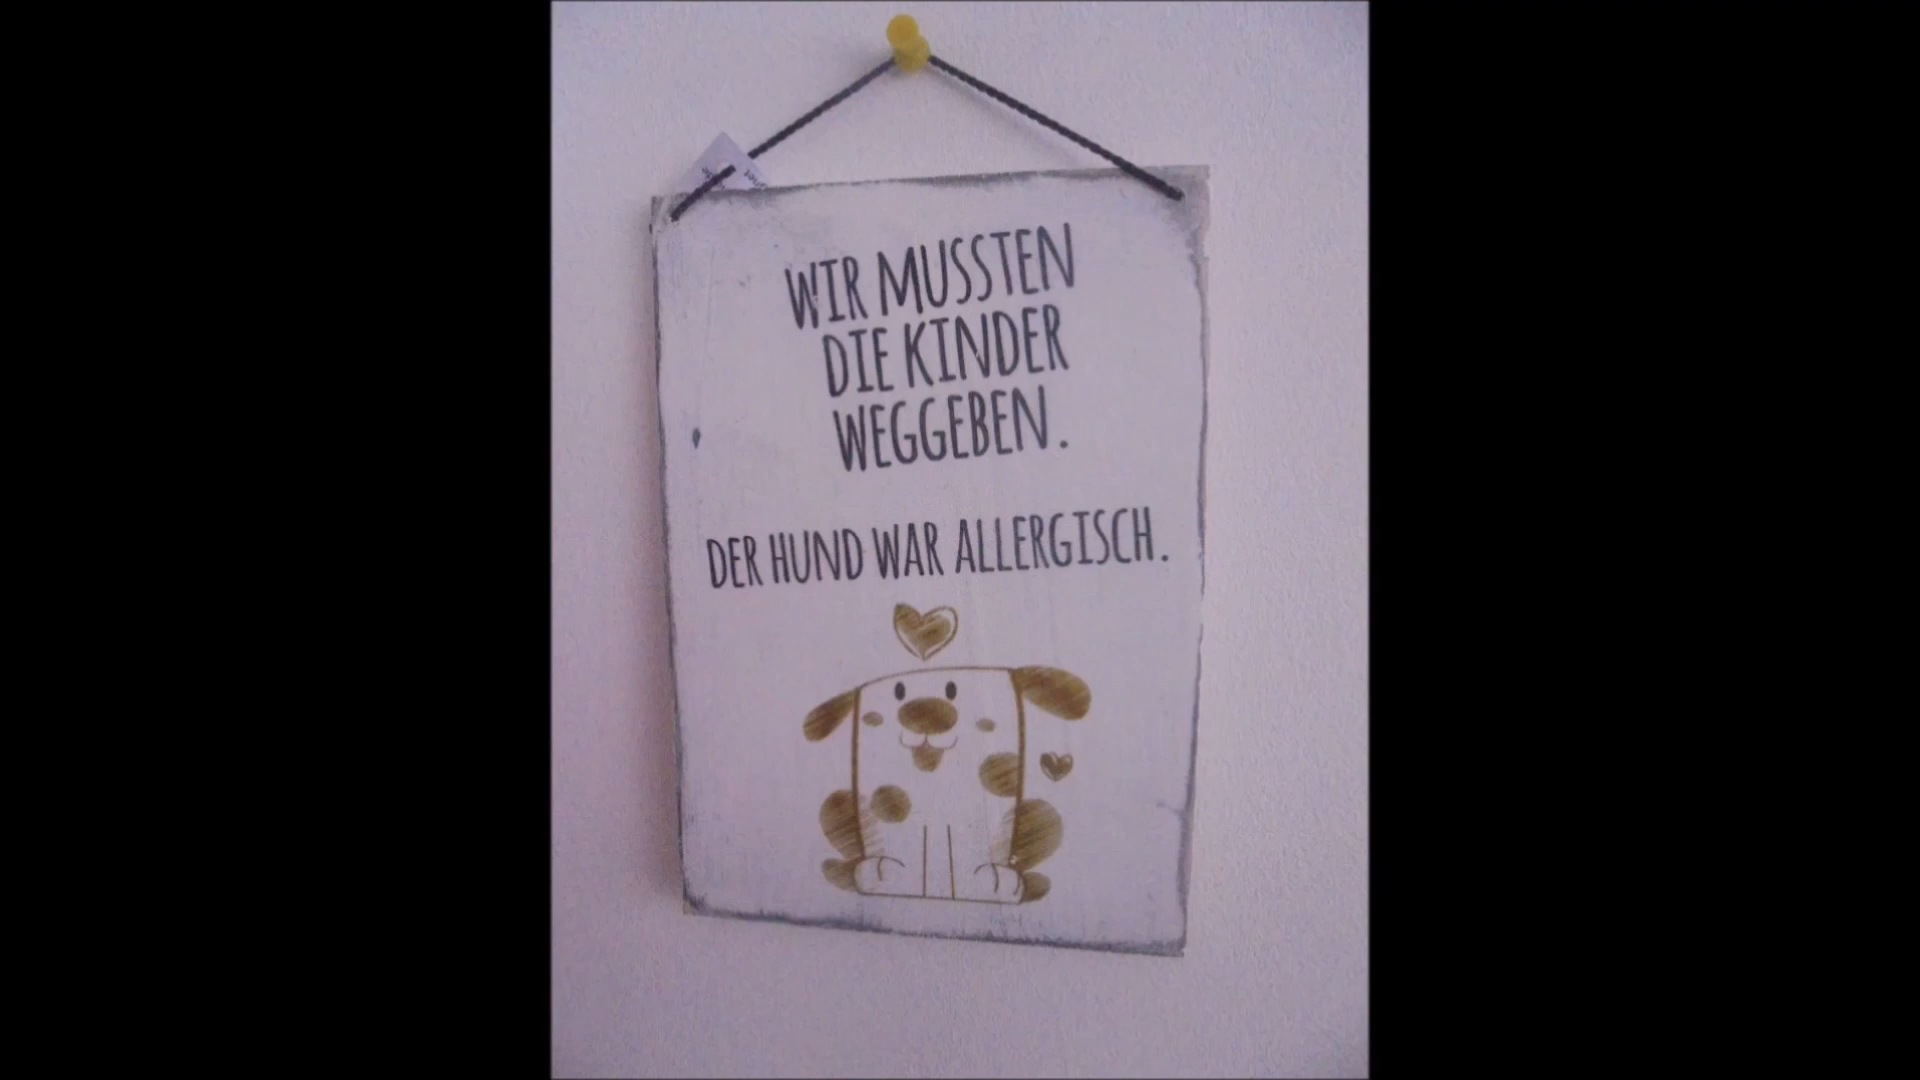 WIR MUSSTEN
DIE KINDER
WEGGEBEN.
DER HUND WAR ALLERGISCH.